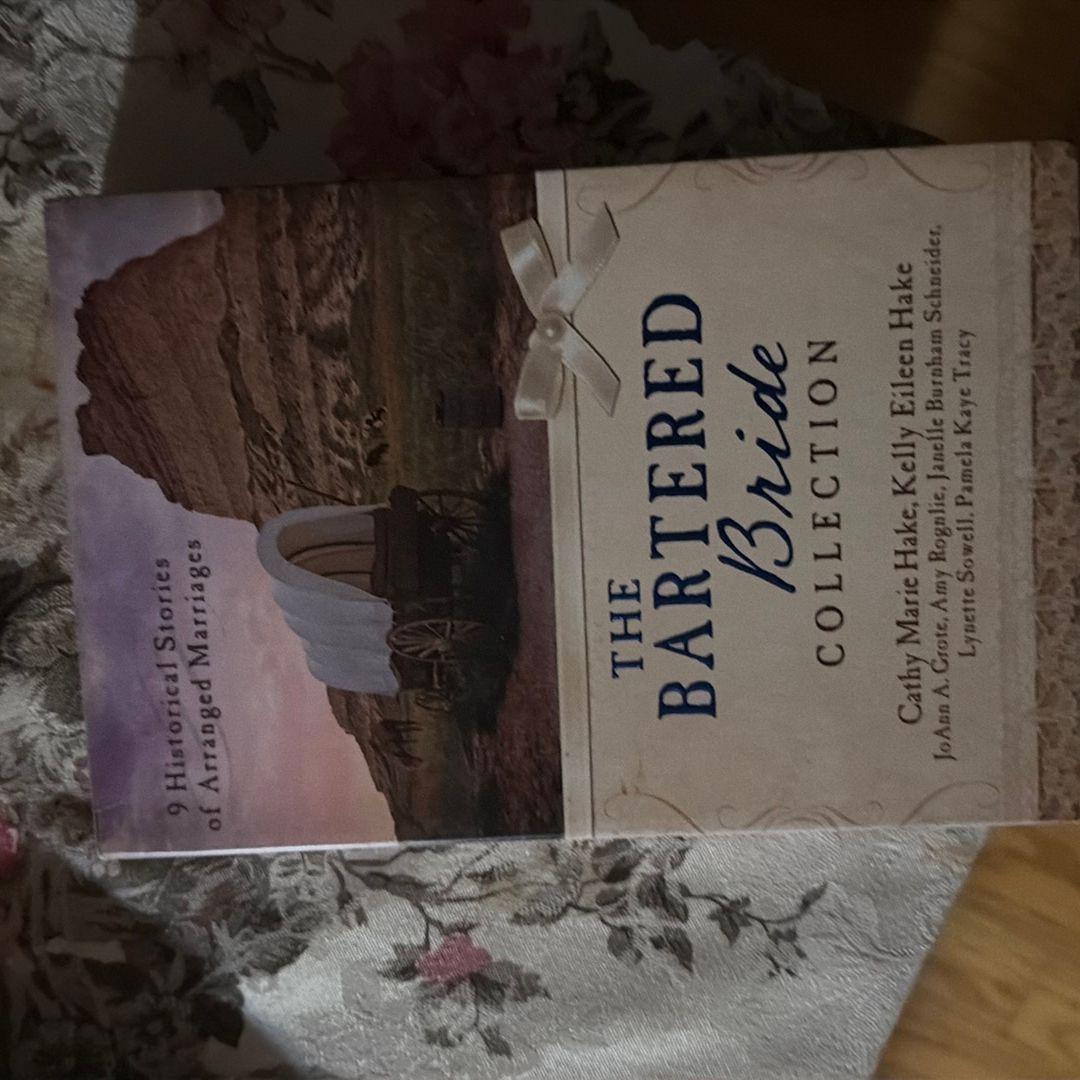 9 Historical Stories
of Arranged Marriages
THE
BARTERED
Bride
COLLECTION
Cathy Marie Hake, Kelly Eileen Hake
JoAnn A. Grote, Amy Rognlie, Janelle Burnham Schneider,
Lynette Sowell, Pamela Kaye Tracy